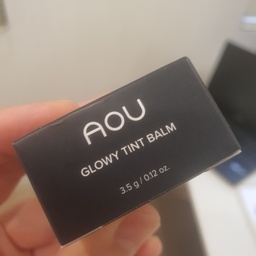 AOU
GLOWY TINT BALM
3.5 g / 0.12 oz.